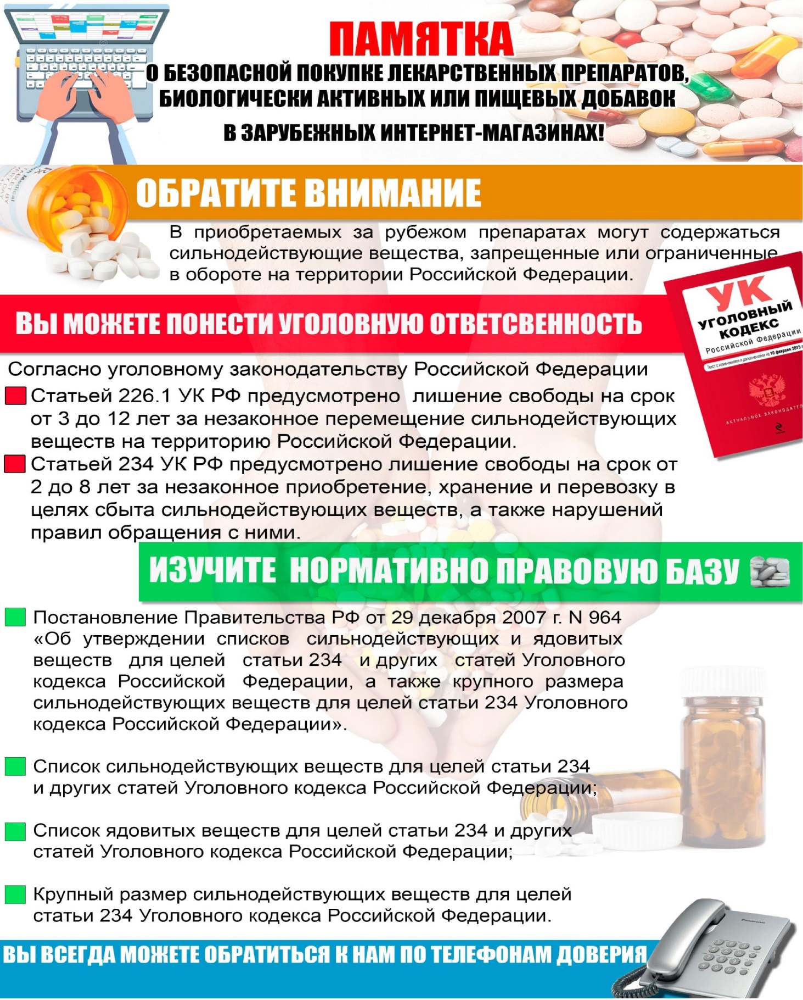 ПАМЯТКА
О БЕЗОПАСНОЙ ПОКУПКЕ ЛЕКАРСТВЕННЫХ ПРЕПАРАТОВ,
БИОЛОГИЧЕСКИ АКТИВНЫХ ИЛИ ПИЩЕВЫХ ДОБАВОК
В ЗАРУБЕЖНЫХ ИНТЕРНЕТ-МАГАЗИНАХ!
ОБРАТИТЕ ВНИМАНИЕ
В приобретаемых за рубежом препаратах могут содержаться
сильнодействующие вещества, запрещенные или ограниченные
в обороте на территории Российской Федерации.
ВЫ МОЖЕТЕ ПОНЕСТИ УГОЛОВНУЮ ОТВЕТСВЕННОСТЬ
УК
УГОЛОВНЫЙ
КОДЕКС
Российской Федерации
Текст с изменениями и дополнениями на 10 февраля 2015
АКТУАЛЬНОЕ
Согласно уголовному законодательству Российской Федерации
Статьей 226.1 УК РФ предусмотрено лишение свободы на срок
от 3 до 12 лет за незаконное перемещение сильнодействующих
веществ на территорию Российской Федерации.
Статьей 234 УК РФ предусмотрено лишение свободы на срок от
2 до 8 лет за незаконное приобретение, хранение и перевозку в
целях сбыта сильнодействующих веществ, а также нарушений
правил обращения с ними.
ИЗУЧИТЕ НОРМАТИВНО ПРАВОВУЮ БАЗУ
Постановление Правительства РФ от 29 декабря 2007 г. N 964
«Об утверждении списков сильнодействующих и ядовитых
веществ для целей статьи 234 и других статей Уголовного
кодекса Российской Федерации, а также крупного размера
сильнодействующих веществ для целей статьи 234 Уголовного
кодекса Российской Федерации».
Список сильнодействующих веществ для целей статьи 234
и других статей Уголовного кодекса Российской Федерации;
Список ядовитых веществ для целей статьи 234 и других
статей Уголовного кодекса Российской Федерации;
Крупный размер сильнодействующих веществ для целей
статьи 234 Уголовного кодекса Российской Федерации.
Panasonic
ВЫ ВСЕГДА МОЖЕТЕ ОБРАТИТЬСЯ К НАМ ПО ТЕЛЕФОНАМ ДОВЕРИЯ